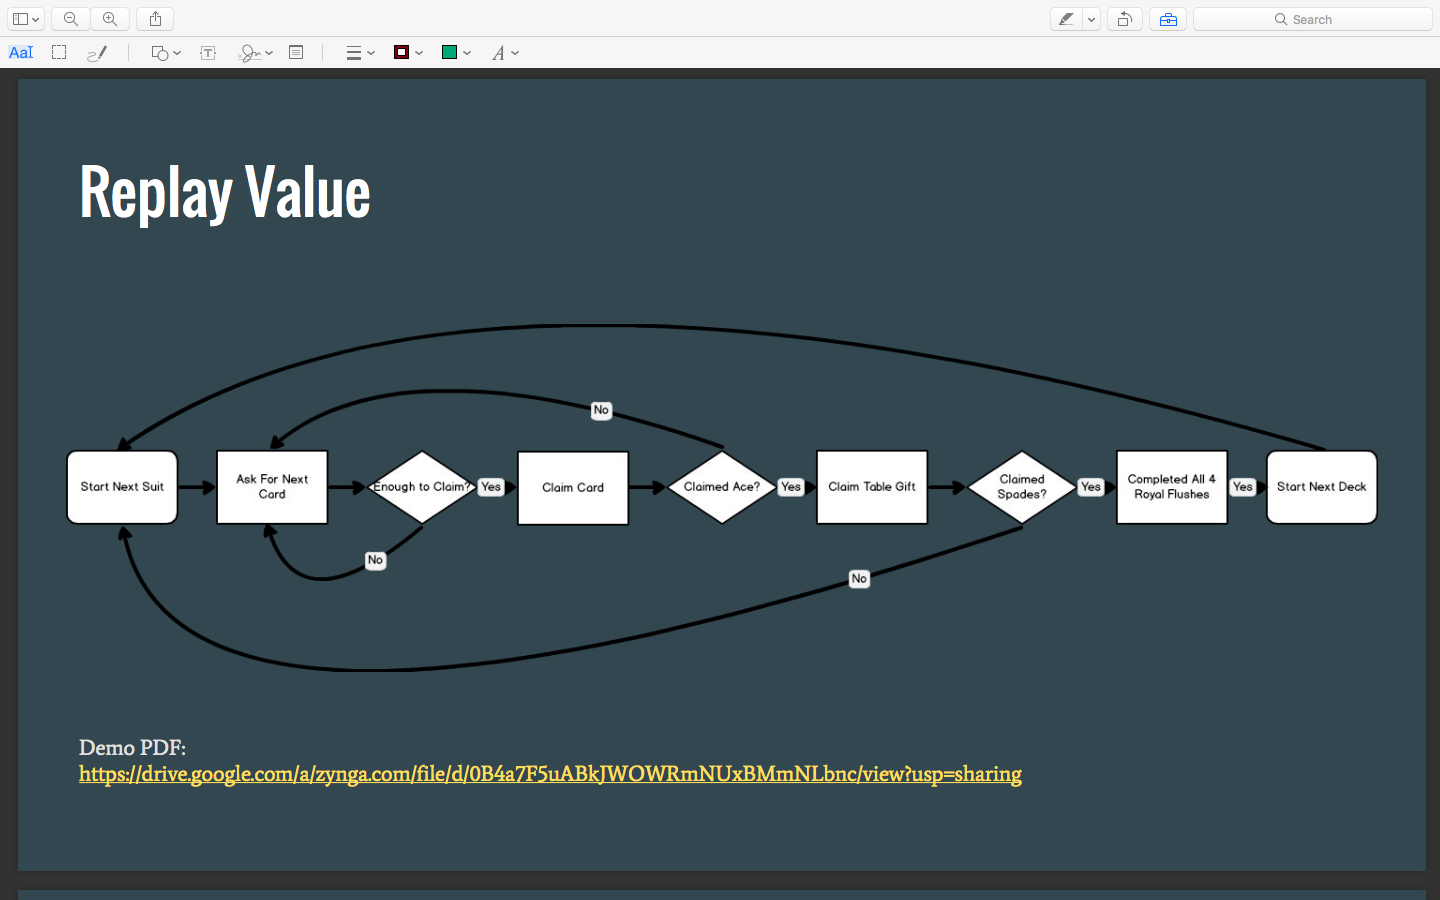 Search
AaI
T
A
Replay Value
No
Start Next Suit
Ask For Next
Card
Enough to Claim?
Yes
Claim Card
Claimed Ace?
Yes
Claim Table Gift
Claimed
Spades?
Yes
Completed All 4
Royal Flushes
Yes
Start Next Deck
No
No
Demo PDF:
https://drive.google.com/a/zynga.com/file/d/0B4a7F5uABkJWOWRmNUxBMmNLbnc/view?usp=sharing